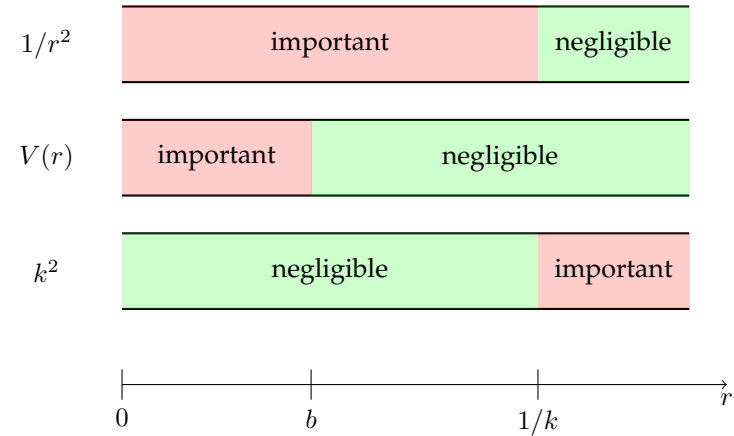 1/r² important negligible
V(r) important negligible
k² negligible important
r
0 b 1/k